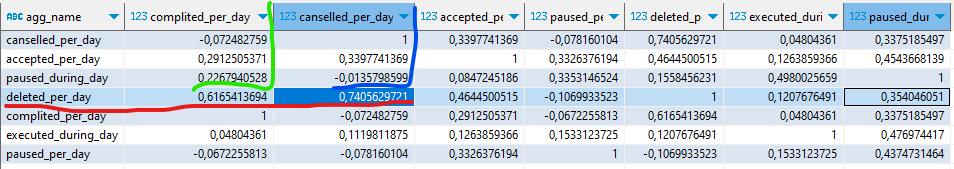 ABC agg_name 123 complited_per_day 123 canselled_per_day 123 accepted_pe 123 paused_pe 123 deleted_p 123 executed_duri 123 paused_dur
canselled_per_day -0,072482759 1 0,3397741369 -0,078160104 0,7405629721 0,04804361 0,3375185497
accepted_per_day 0,2912505371 0,3397741369 1 0,3326376194 0,4644500515 0,1263859366 0,4543668139
paused_during_day 0,2267940528 -0,0135798599 0,0847245186 0,3353146524 0,1558456231 0,4980025659 1
deleted_per_day 0,6165413694 0,7405629721 0,4644500515 -0,1069933523 1 0,1207676491 0,354046051
complited_per_day 1 -0,072482759 0,2912505371 -0,0672255813 0,6165413694 0,04804361 0,3375185497
executed_during_day 0,04804361 0,1119811875 0,1263859366 0,1533123725 0,1207676491 1 0,476974417
paused_per_day -0,0672255813 -0,078160104 0,3326376194 1 -0,1069933523 0,1533123725 0,4374731464